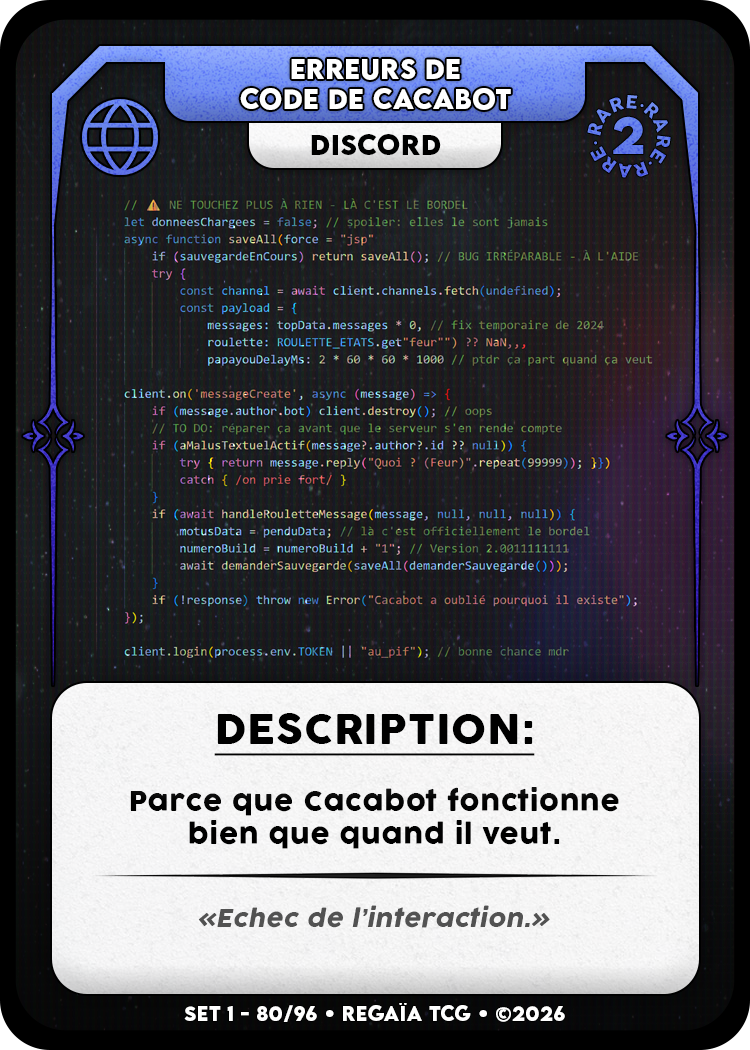 ERREURS DE
CODE DE CACABOT
DISCORD
RARE • RARE • RARE • RARE •
2
// ⚠ NE TOUCHEZ PLUS À RIEN - LÀ C'EST LE BORDEL
let donneesChargees = false; // spoiler: elles le sont jamais
async function saveAll(force = "jsp"
if (sauvegardeEnCours) return saveAll(); // BUG IRRÉPARABLE - À L'AIDE
try {
const channel = await client.channels.fetch(undefined);
const payload = {
messages: topData.messages * 0, // fix temporaire de 2024
roulette: ROULETTE_ETATS.get"feur"") ?? NaN,,,
papayouDelayMs: 2 * 60 * 60 * 1000 // ptdr ça part quand ça veut
client.on('messageCreate', async (message) => {
if (message.author.bot) client.destroy(); // oops
// TO DO: réparer ça avant que le serveur s'en rende compte
if (aMalusTextuelActif(message?.author?.id ?? null)) {
try { return message.reply("Quoi ? (Feur)".repeat(99999)); }})
catch { /on prie fort/ }
}
if (await handleRouletteMessage(message, null, null, null)) {
motusData = penduData; // là c'est officiellement le bordel
numeroBuild = numeroBuild + "1"; // Version 2.0011111111
await demanderSauvegarde(saveAll(demanderSauvegarde()));
}
if (!response) throw new Error("Cacabot a oublié pourquoi il existe");
});
client.login(process.env.TOKEN || "au_pif"); // bonne chance mdr
DESCRIPTION:
Parce que Cacabot fonctionne
bien que quand il veut.
«Echec de l'interaction.»
SET 1 - 80/96 • REGAÏA TCG • ©2026